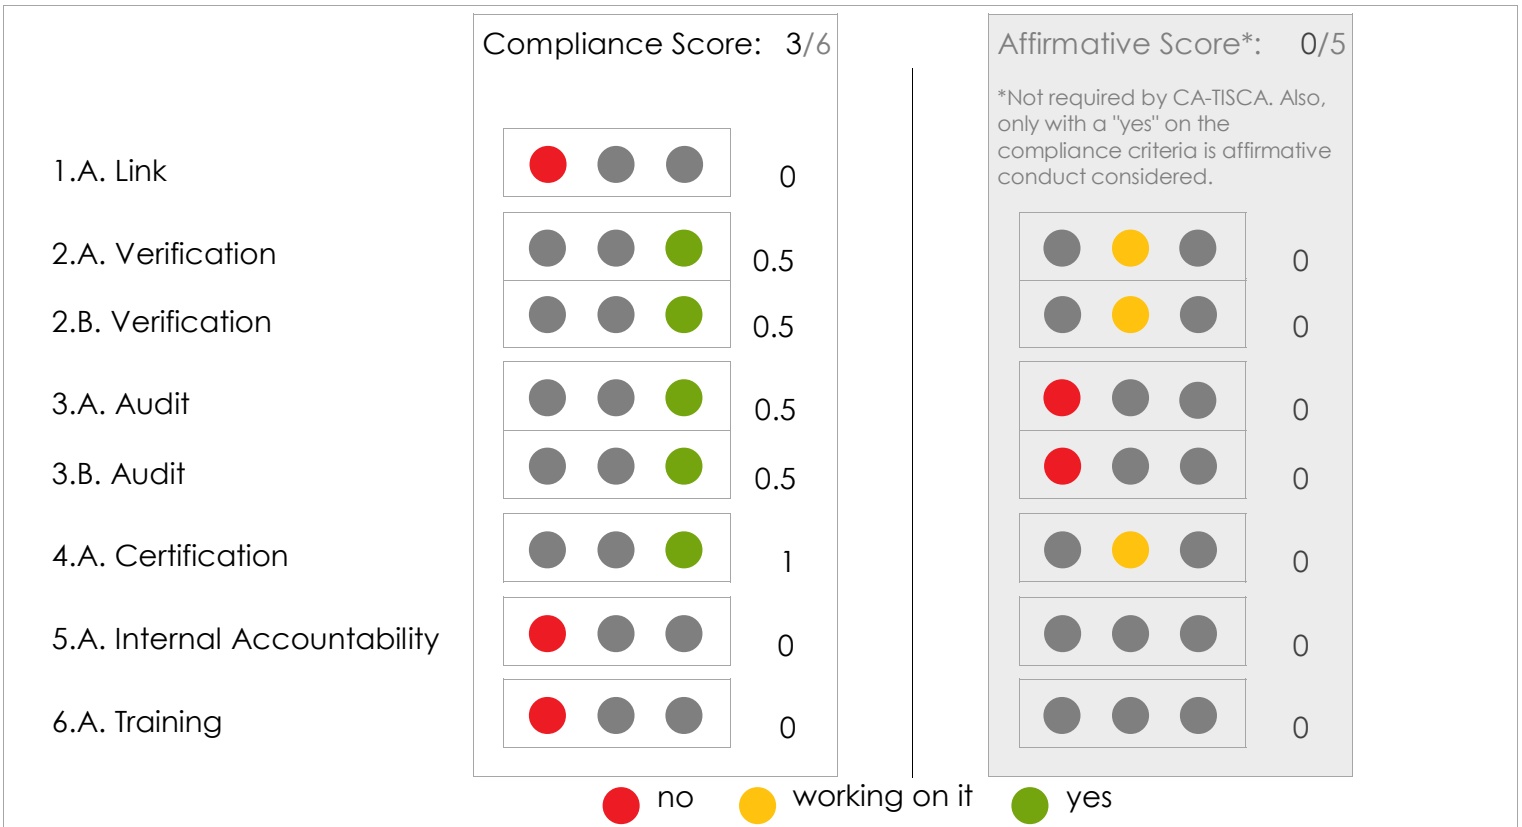 Compliance Score: 3/6
Affirmative Score*: 0/5
*Not required by CA-TISCA. Also,
only with a "yes" on the
compliance criteria is affirmative
conduct considered.
1.A. Link 0
2.A. Verification 0.5 0
2.B. Verification 0.5 0
3.A. Audit 0.5 0
3.B. Audit 0.5 0
4.A. Certification 1 0
5.A. Internal Accountability 0 0
6.A. Training 0 0
no working on it yes